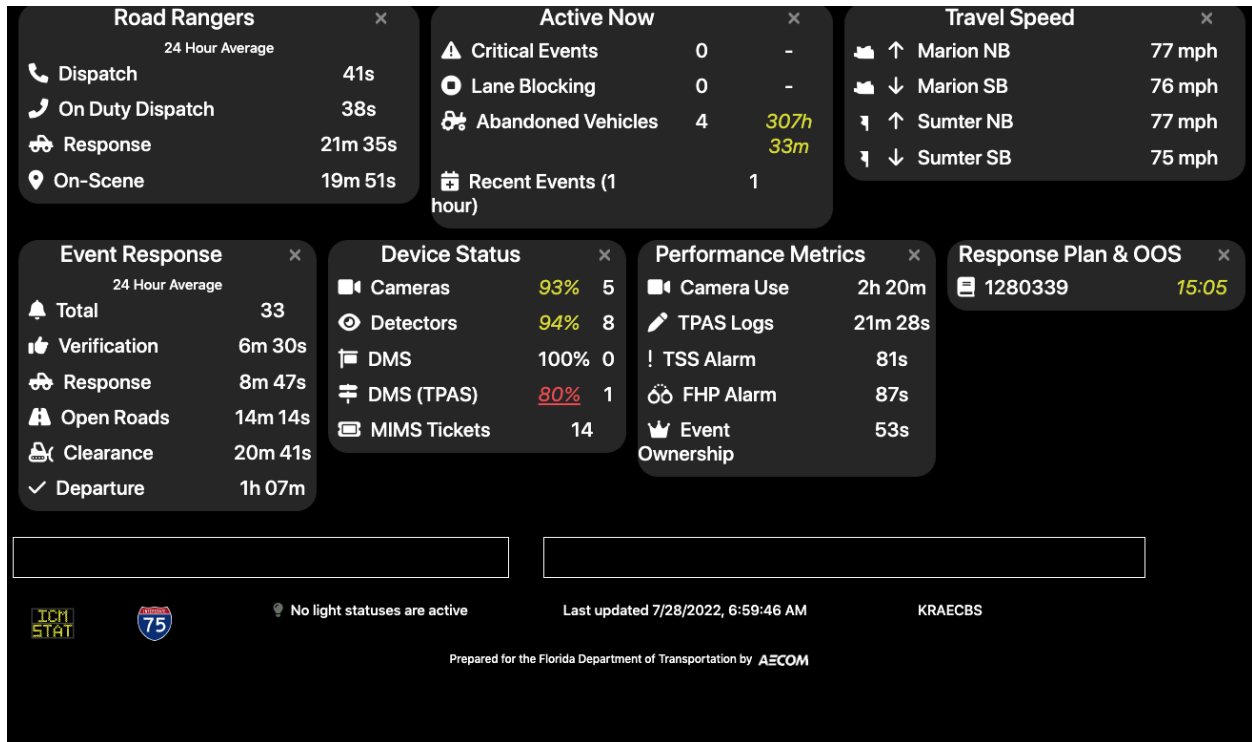 Road Rangers ×
24 Hour Average
Dispatch 41s
On Duty Dispatch 38s
Response 21m 35s
On-Scene 19m 51s
Active Now ×
Critical Events 0 -
Lane Blocking 0 -
Abandoned Vehicles 4 307h
33m
Recent Events (1 1
hour)
Travel Speed ×
↑ Marion NB 77 mph
↓ Marion SB 76 mph
↑ Sumter NB 77 mph
↓ Sumter SB 75 mph
Event Response ×
24 Hour Average
Total 33
Verification 6m 30s
Response 8m 47s
Open Roads 14m 14s
Clearance 20m 41s
Departure 1h 07m
Device Status ×
Cameras 93% 5
Detectors 94% 8
DMS 100% 0
DMS (TPAS) 80% 1
MIMS Tickets 14
Performance Metrics ×
Camera Use 2h 20m
TPAS Logs 21m 28s
! TSS Alarm 81s
FHP Alarm 87s
Event 53s
Ownership
Response Plan & OOS ×
1280339 15:05
ICM
STAT
INTERSTATE
75
No light statuses are active
Last updated 7/28/2022, 6:59:46 AM
KRAECBS
Prepared for the Florida Department of Transportation by AECOM